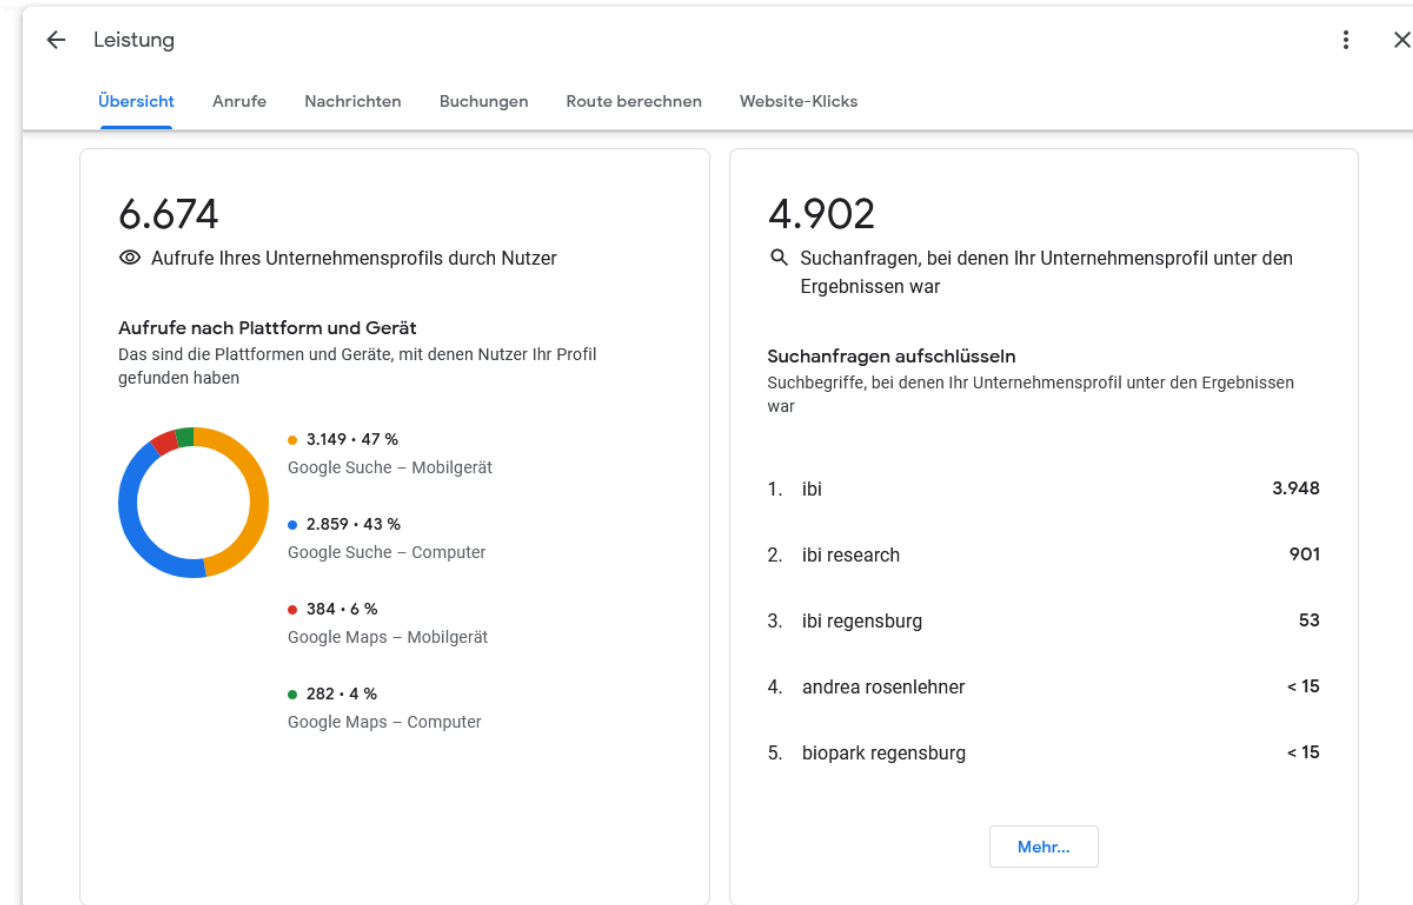 Leistung
Übersicht Anrufe Nachrichten Buchungen Route berechnen Website-Klicks
6.674
Aufrufe Ihres Unternehmensprofils durch Nutzer
Aufrufe nach Plattform und Gerät
Das sind die Plattformen und Geräte, mit denen Nutzer Ihr Profil
gefunden haben
3.149 • 47 %
Google Suche – Mobilgerät
2.859 • 43 %
Google Suche – Computer
384 • 6 %
Google Maps – Mobilgerät
282 • 4 %
Google Maps – Computer
4.902
Suchanfragen, bei denen Ihr Unternehmensprofil unter den
Ergebnissen war
Suchanfragen aufschlüsseln
Suchbegriffe, bei denen Ihr Unternehmensprofil unter den Ergebnissen
war
1. ibi 3.948
2. ibi research 901
3. ibi regensburg 53
4. andrea rosenlehner < 15
5. biopark regensburg < 15
Mehr...